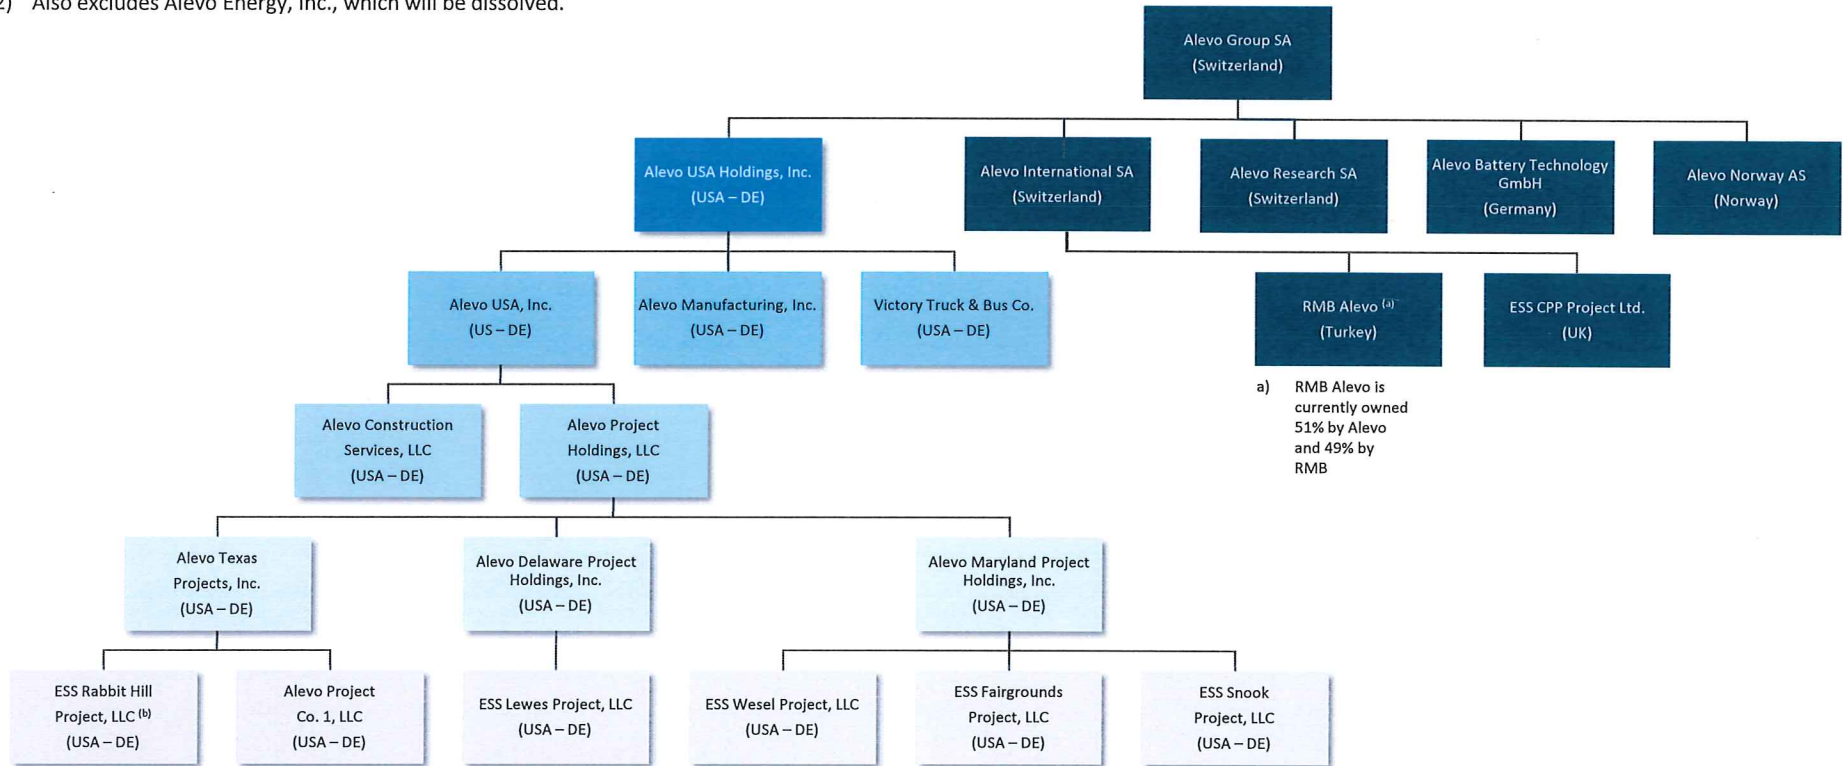 2) Also excludes Alevo Energy, Inc., which will be dissolved.
Alevo Group SA
(Switzerland)
Alevo USA Holdings, Inc.
(USA – DE)
Alevo International SA
(Switzerland)
Alevo Research SA
(Switzerland)
Alevo Battery Technology
GmbH
(Germany)
Alevo Norway AS
(Norway)
Alevo USA, Inc.
(US – DE)
Alevo Manufacturing, Inc.
(USA – DE)
Victory Truck & Bus Co.
(USA – DE)
RMB Alevo (a)
(Turkey)
ESS CPP Project Ltd.
(UK)
a) RMB Alevo is
currently owned
51% by Alevo
and 49% by
RMB
Alevo Construction
Services, LLC
(USA – DE)
Alevo Project
Holdings, LLC
(USA – DE)
Alevo Texas
Projects, Inc.
(USA – DE)
Alevo Delaware Project
Holdings, Inc.
(USA – DE)
Alevo Maryland Project
Holdings, Inc.
(USA – DE)
ESS Rabbit Hill
Project, LLC (b)
(USA – DE)
Alevo Project
Co. 1, LLC
(USA – DE)
ESS Lewes Project, LLC
(USA – DE)
ESS Wesel Project, LLC
(USA – DE)
ESS Fairgrounds
Project, LLC
(USA – DE)
ESS Snook
Project, LLC
(USA – DE)